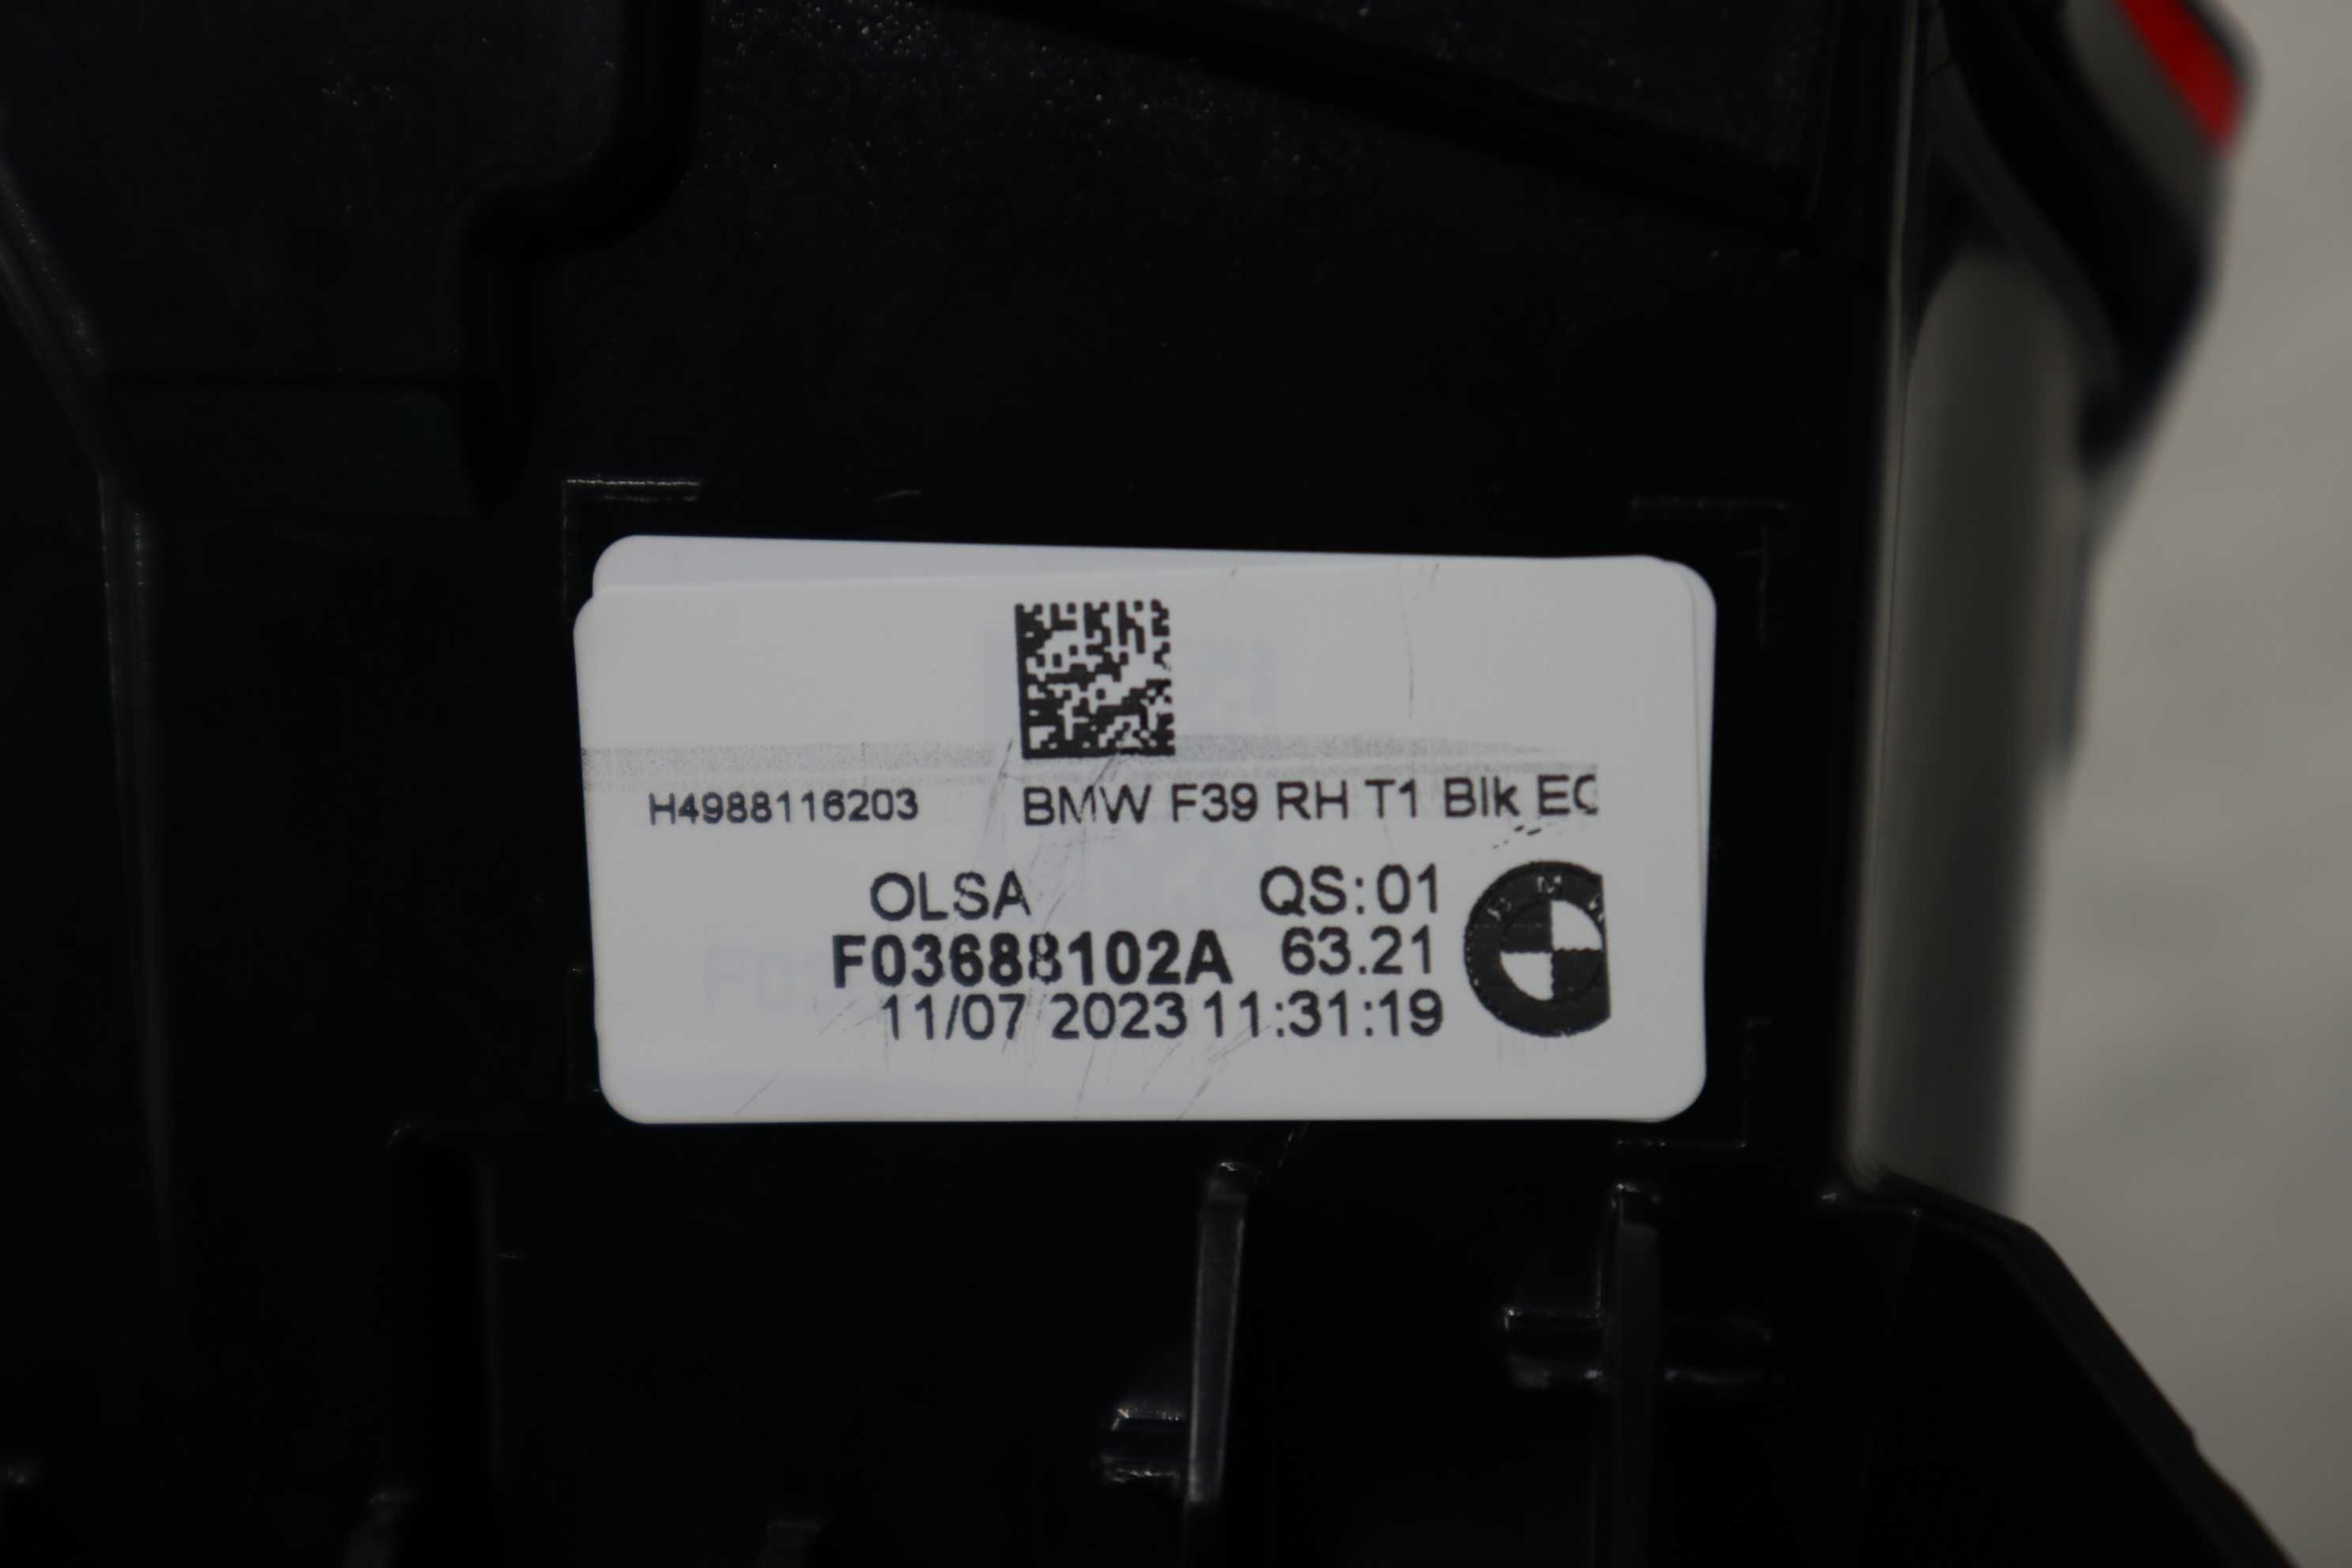 H4988116203 BMW F39 RH T1 Blk EC
OLSA QS:01
F03688102A 63.21
11/07 2023 11:31:19
B M W